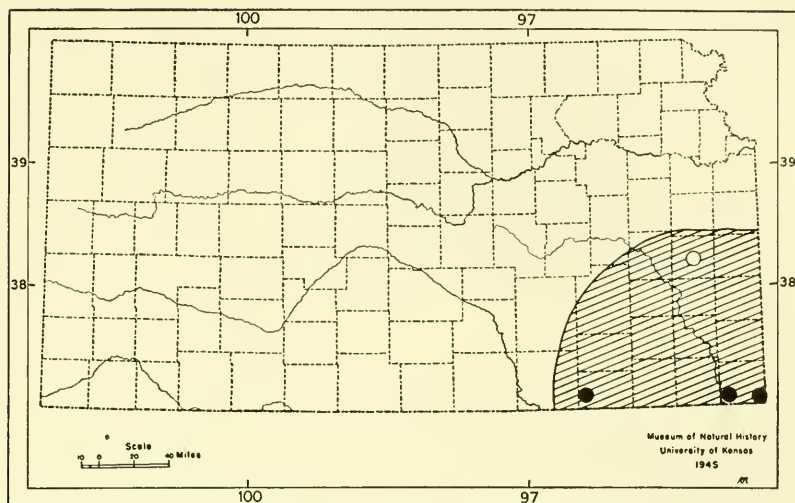 100 97
39 39
38 38
Scale
10 0 20 40 Miles
Museum of Natural History
University of Kansas
1945
100 97